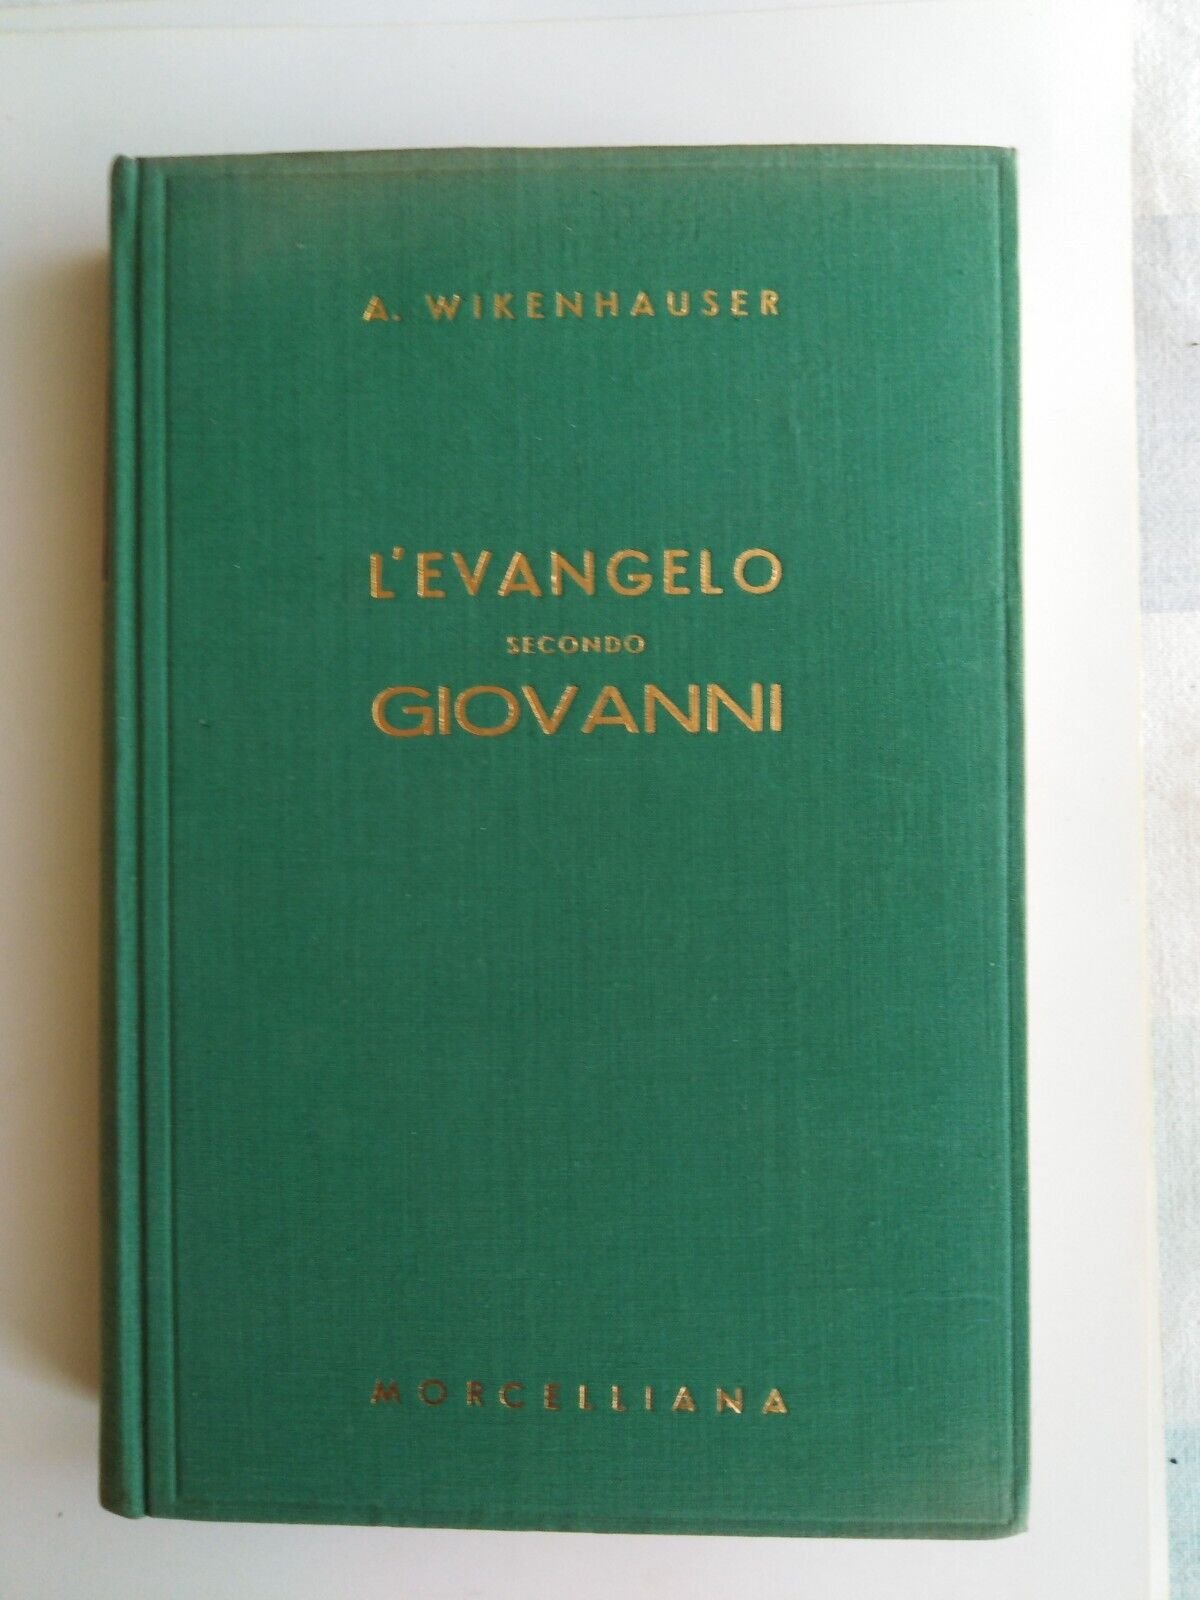 A. WIKENHAUSER
L'EVANGELO
SECONDO
GIOVANNI
MORCELLIANA